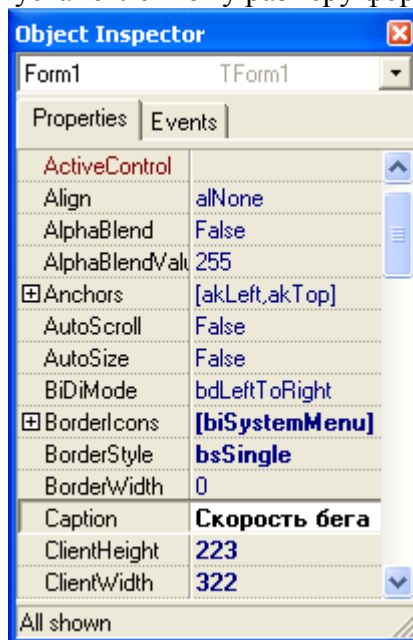 Object Inspector
Form1 TForm1
Properties Events
ActiveControl
Align alNone
AlphaBlend False
AlphaBlendValu 255
Anchors [akLeft,akTop]
AutoScroll False
AutoSize False
BiDiMode bdLeftToRight
BorderIcons [biSystemMenu]
BorderStyle bsSingle
BorderWidth 0
Caption Скорость бега
ClientHeight 223
ClientWidth 322
All shown